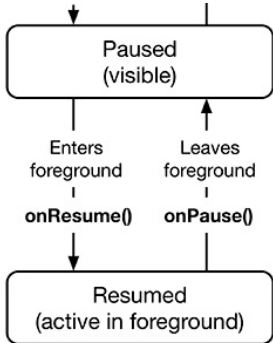 Paused
(visible)
Enters
foreground
onResume()
Leaves
foreground
onPause()
Resumed
(active in foreground)